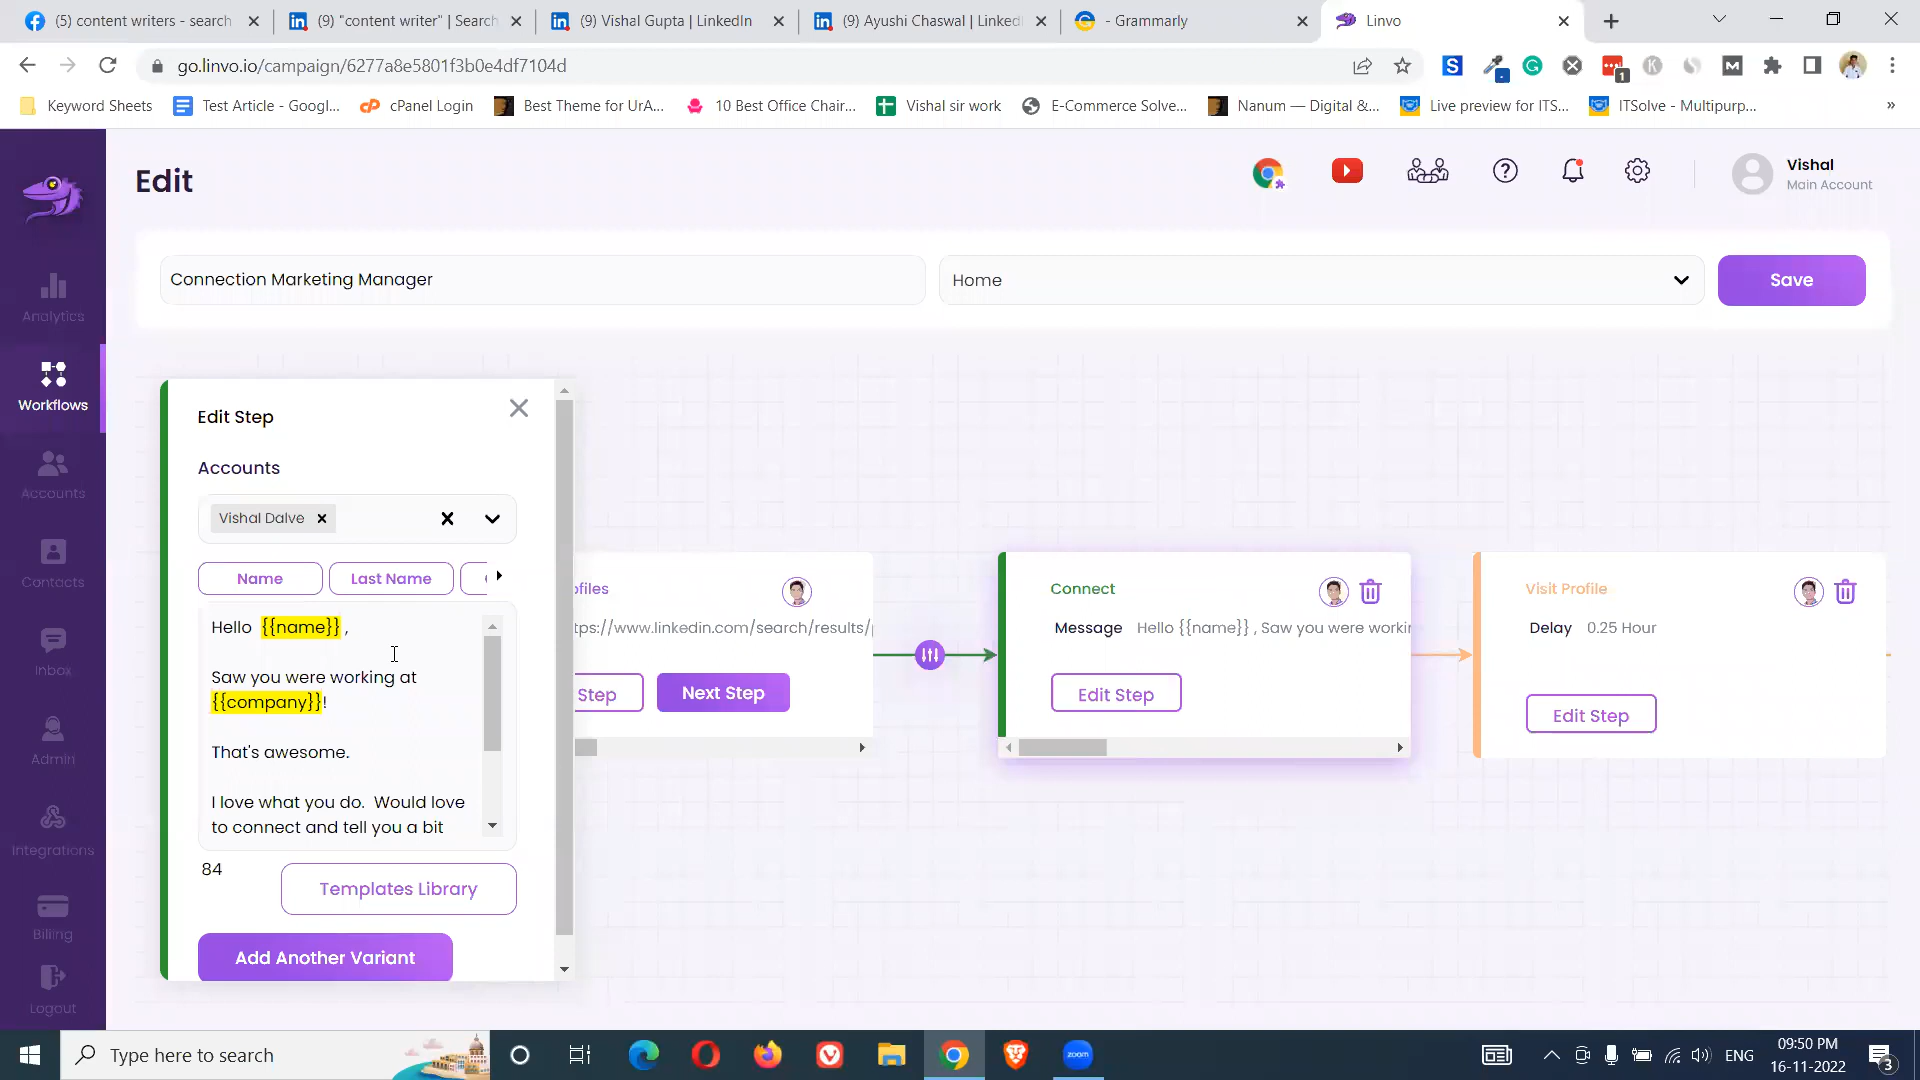 (5) content writers - search
(9) "content writer" | Search
(9) Vishal Gupta | LinkedIn
(9) Ayushi Chaswal | LinkedI
- Grammarly
Linvo
go.linvo.io/campaign/6277a8e5801f3b0e4df7104d
Keyword Sheets
Test Article - Googl...
cPanel Login
Best Theme for UrA...
10 Best Office Chair...
Vishal sir work
E-Commerce Solve...
Nanum — Digital &...
Live preview for ITS...
ITSolve - Multipurp...
»
Edit
Vishal
Main Account
Connection Marketing Manager
Home
Save
Analytics
Workflows
Accounts
Contacts
Inbox
Admin
Integrations
Billing
Logout
Edit Step
Accounts
Vishal Dalve
Name
Last Name
Hello {{name}} ,
Saw you were working at
{{company}}!
That's awesome.
I love what you do. Would love
to connect and tell you a bit
84
Templates Library
Add Another Variant
ofiles
tps://www.linkedin.com/search/results/p
Step
Next Step
Connect
Message Hello {{name}} , Saw you were workin
Edit Step
Visit Profile
Delay 0.25 Hour
Edit Step
Type here to search
zoom
ENG
09:50 PM
16-11-2022
3